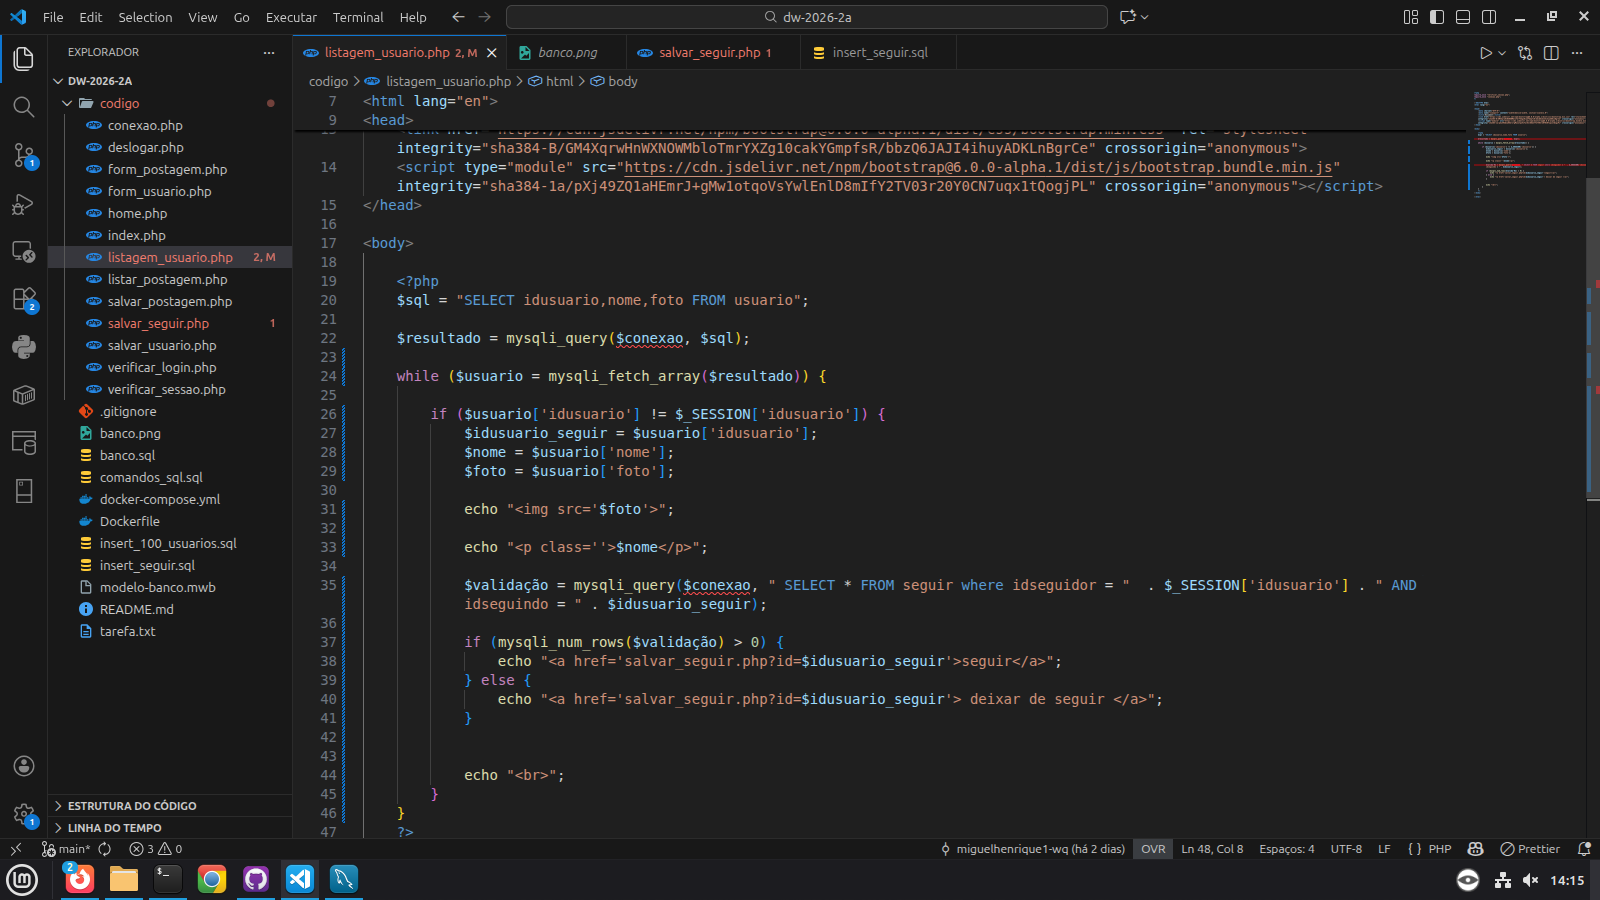 File Edit Selection View Go Executar Terminal Help
dw-2026-2a
EXPLORADOR
DW-2026-2A
codigo
conexao.php
deslogar.php
form_postagem.php
form_usuario.php
home.php
index.php
listagem_usuario.php 2, M
listar_postagem.php
salvar_postagem.php
salvar_seguir.php 1
salvar_usuario.php
verificar_login.php
verificar_sessao.php
.gitignore
banco.png
banco.sql
comandos_sql.sql
docker-compose.yml
Dockerfile
insert_100_usuarios.sql
insert_seguir.sql
modelo-banco.mwb
README.md
tarefa.txt
ESTRUTURA DO CÓDIGO
LINHA DO TEMPO
listagem_usuario.php 2, M banco.png salvar_seguir.php 1 insert_seguir.sql
codigo > listagem_usuario.php > html > body
7 <html lang="en">
9 <head>
integrity="sha384-B/GM4XqrwHnWXNOWMbloTmrYXZg10cakYGmpfsR/bbzQ6JAJI4ihuyADKLnBgrCe" crossorigin="anonymous">
14 <script type="module" src="https://cdn.jsdelivr.net/npm/bootstrap@6.0.0-alpha.1/dist/js/bootstrap.bundle.min.js"
integrity="sha384-1a/pXj49ZQ1aHEmrJ+gMw1otqoVsYwlEnlD8mIfY2TV03r20Y0CN7uqx1tQogjPL" crossorigin="anonymous"></script>
15 </head>
16
17 <body>
18
19 <?php
20 $sql = "SELECT idusuario,nome,foto FROM usuario";
21
22 $resultado = mysqli_query($conexao, $sql);
23
24 while ($usuario = mysqli_fetch_array($resultado)) {
25
26 if ($usuario['idusuario'] != $_SESSION['idusuario']) {
27 $idusuario_seguir = $usuario['idusuario'];
28 $nome = $usuario['nome'];
29 $foto = $usuario['foto'];
30
31 echo "<img src='$foto'>";
32
33 echo "<p class=''>$nome</p>";
34
35 $validação = mysqli_query($conexao, " SELECT * FROM seguir where idseguidor = " . $_SESSION['idusuario'] . " AND
idseguindo = " . $idusuario_seguir);
36
37 if (mysqli_num_rows($validação) > 0) {
38 echo "<a href='salvar_seguir.php?id=$idusuario_seguir'>seguir</a>";
39 } else {
40 echo "<a href='salvar_seguir.php?id=$idusuario_seguir'> deixar de seguir </a>";
41 }
42
43
44 echo "<br>";
45 }
46 }
47 ?>
main* 3 0 miguelhenrique1-wq (há 2 dias) OVR Ln 48, Col 8 Espaços: 4 UTF-8 LF { } PHP Prettier
14:15